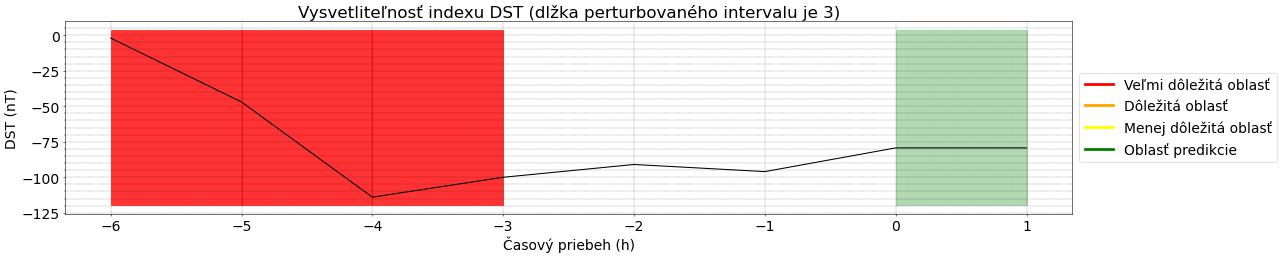 Vysvetliteľnosť indexu DST (dlžka perturbovaného intervalu je 3)
DST (nT)
0
−25
−50
−75
−100
−125
−6 −5 −4 −3 −2 −1 0 1
Časový priebeh (h)
Veľmi dôležitá oblasť
Dôležitá oblasť
Menej dôležitá oblasť
Oblasť predikcie